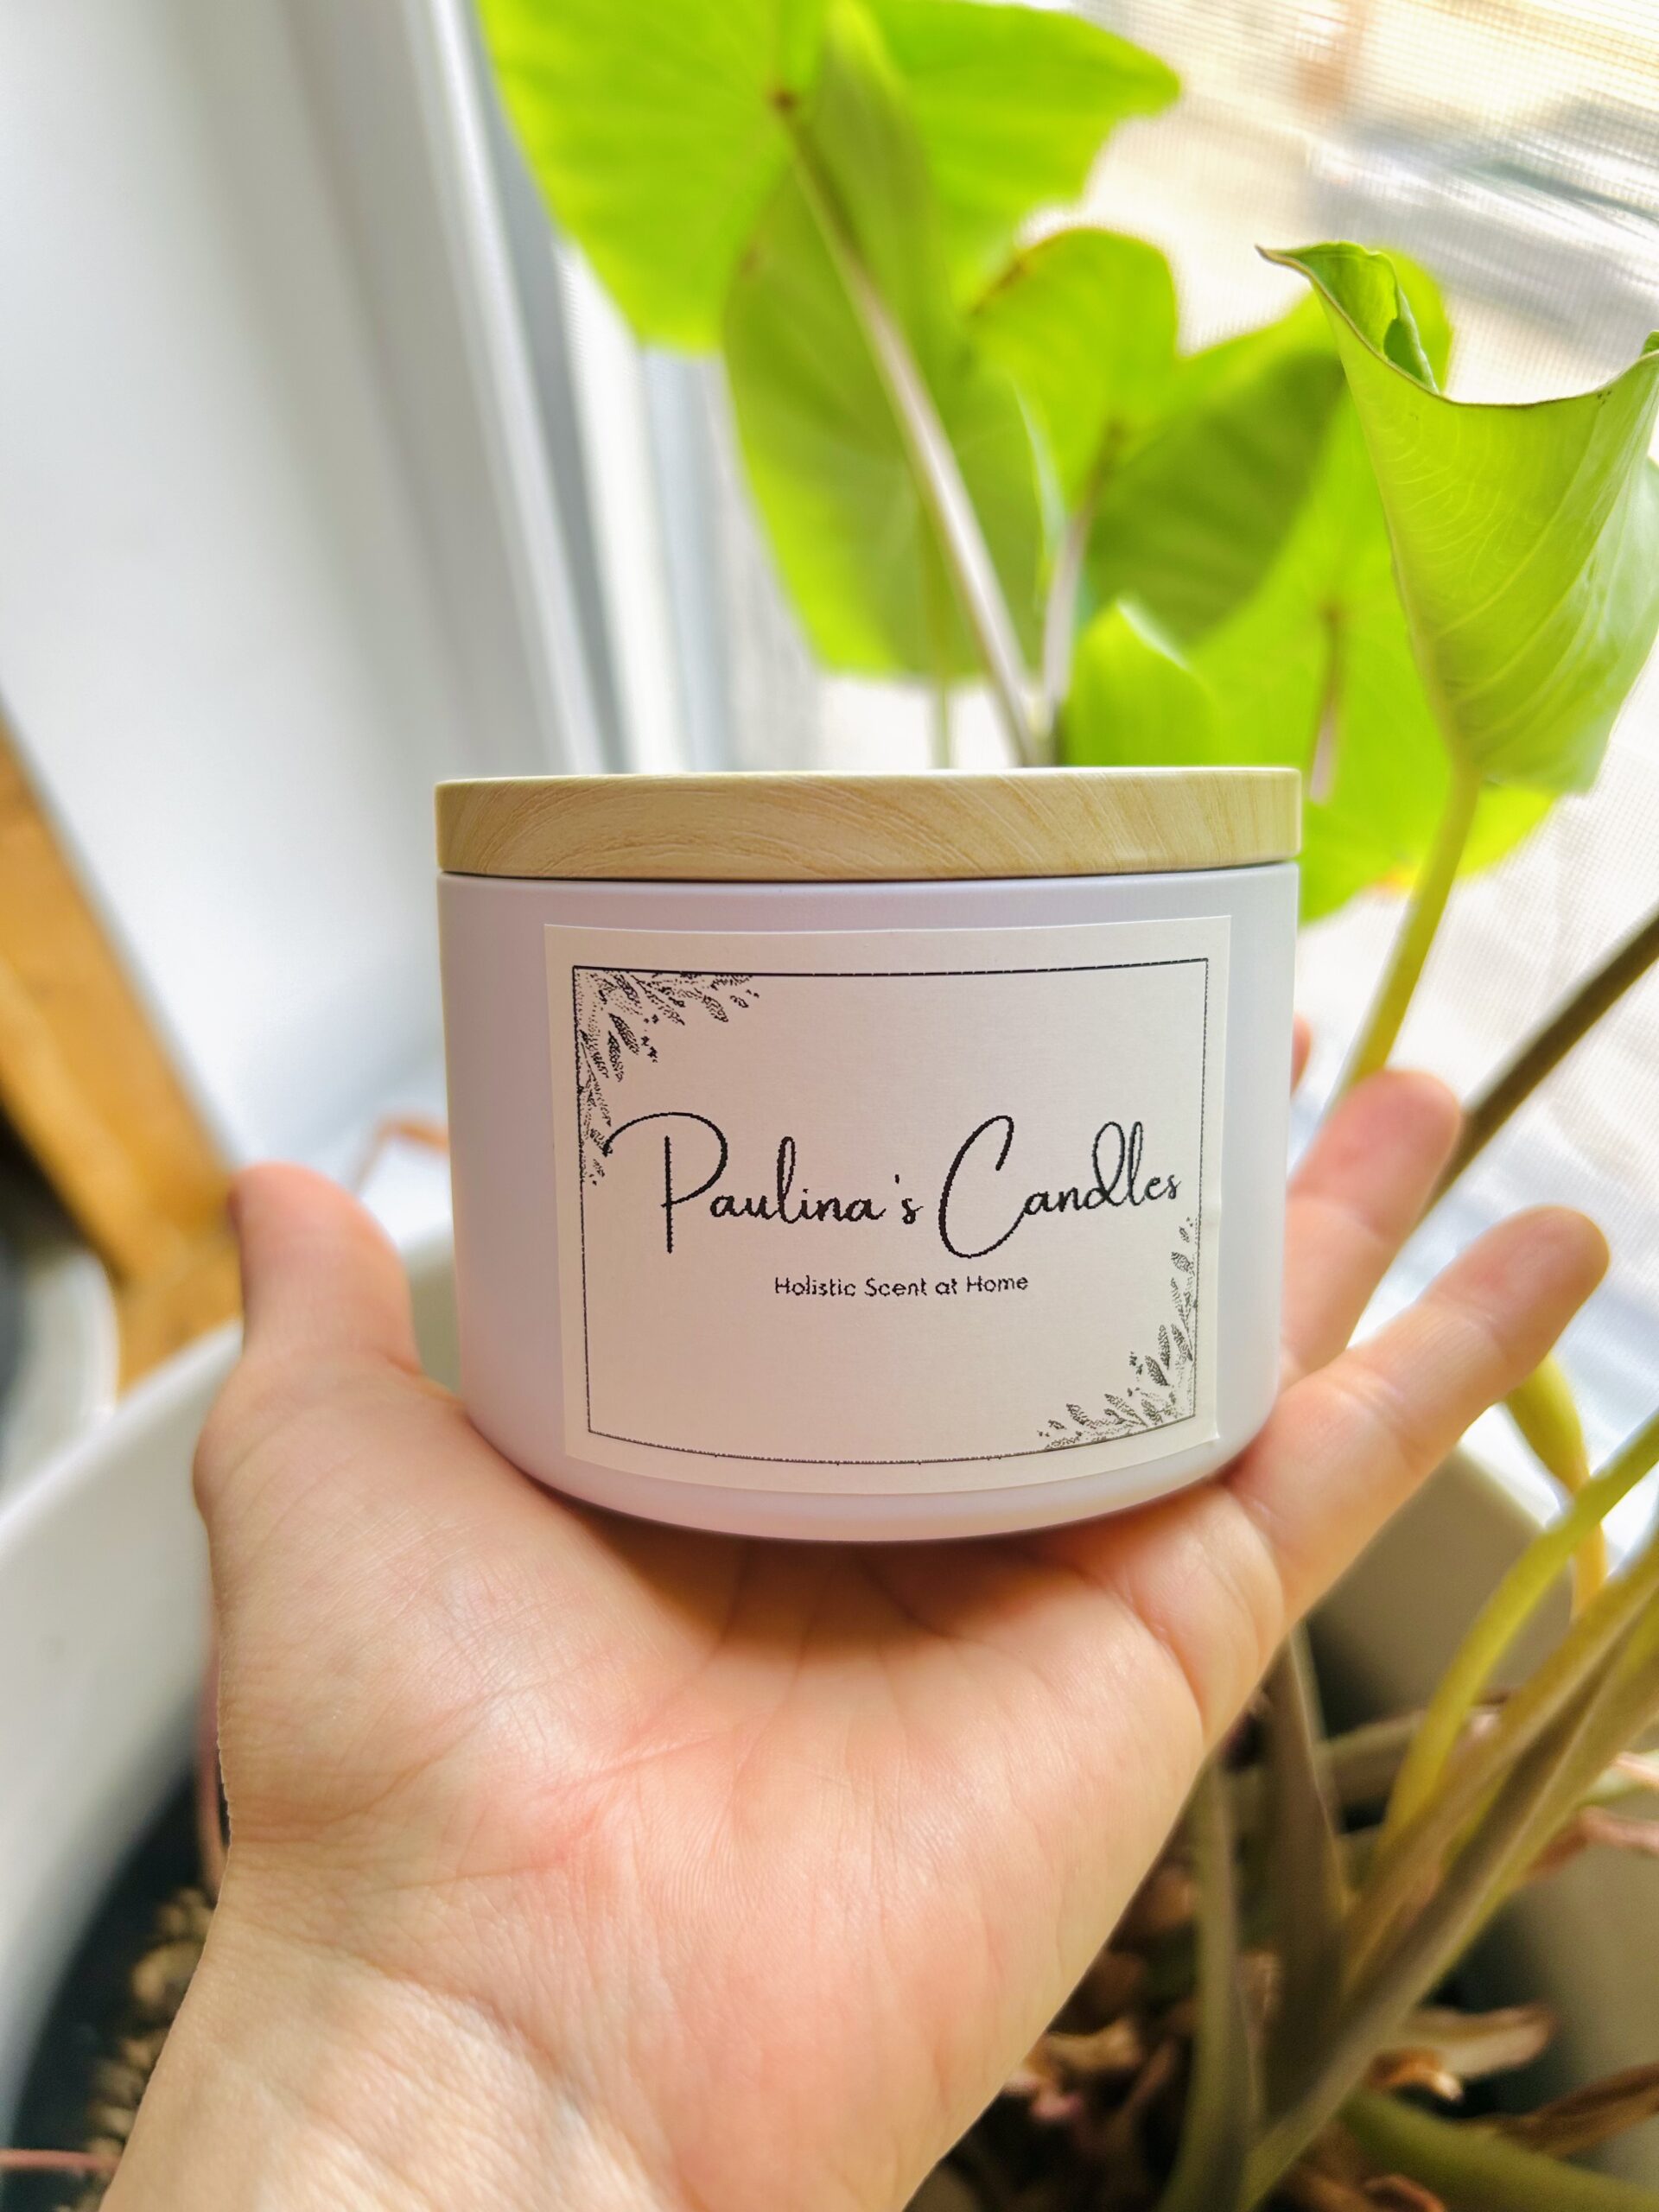 Paulina's Candles
Holistic Scent at Home